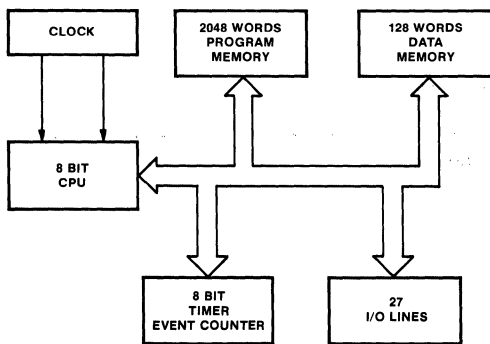 CLOCK
2048 WORDS
PROGRAM
MEMORY
128 WORDS
DATA
MEMORY
8 BIT
CPU
8 BIT
TIMER
EVENT COUNTER
27
I/O LINES